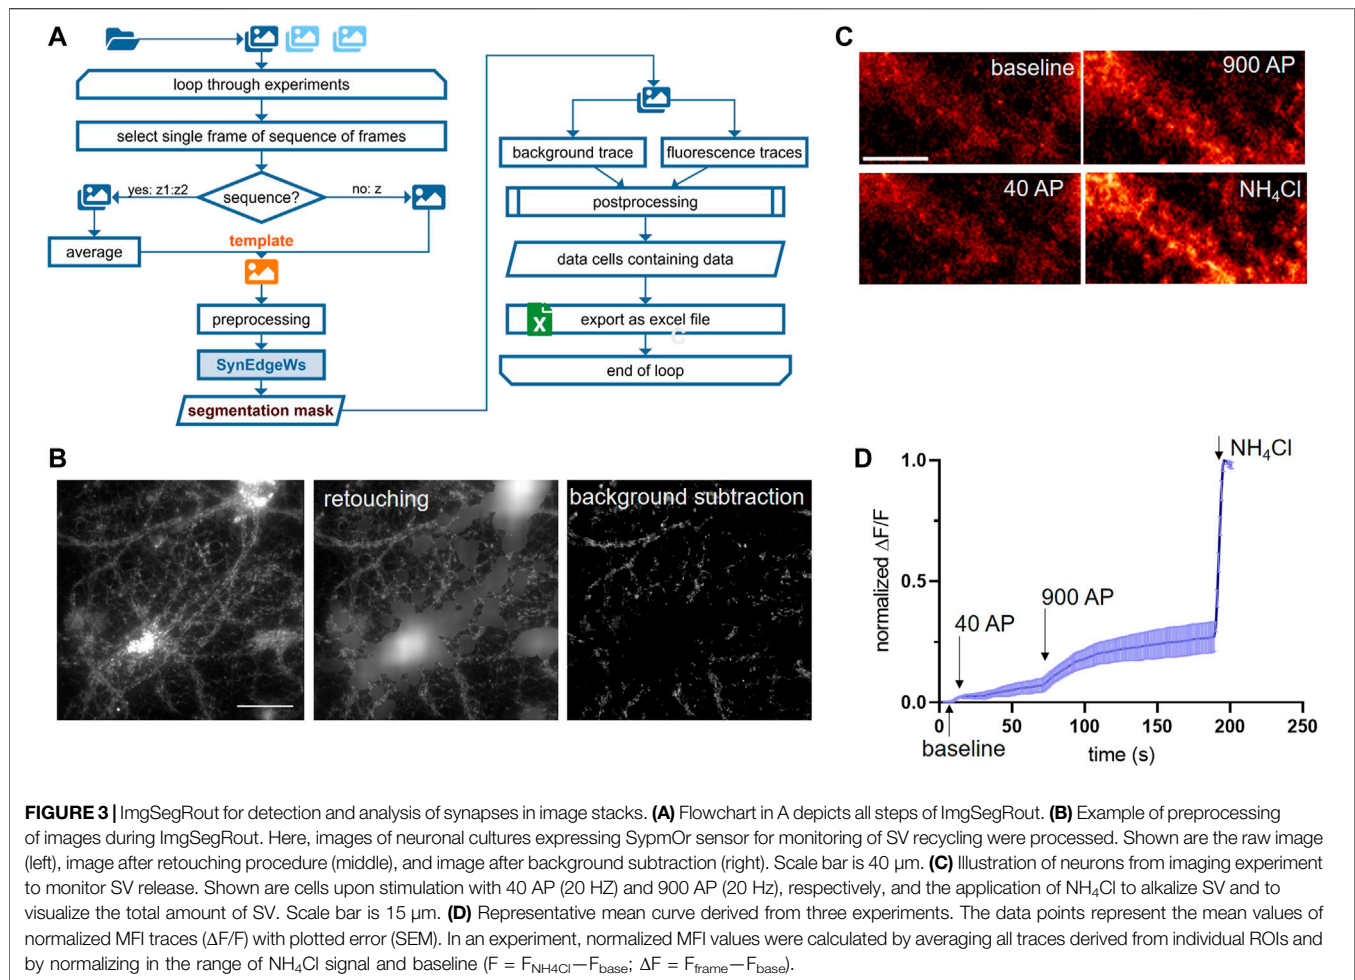 A
loop through experiments
select single frame of sequence of frames
yes: z1:z2
sequence?
no: z
average
template
preprocessing
SynEdgeWs
segmentation mask
background trace
fluorescence traces
postprocessing
data cells containing data
X
export as excel file
C
end of loop
C
baseline
900 AP
40 AP
NH₄Cl
B
retouching
background subtraction
D
NH₄Cl
1.0
0.5
0.0
normalized ΔF/F
40 AP
900 AP
0
50
100
150
200
250
baseline
time (s)
FIGURE 3 | ImgSegRout for detection and analysis of synapses in image stacks. (A) Flowchart in A depicts all steps of ImgSegRout. (B) Example of preprocessing
of images during ImgSegRout. Here, images of neuronal cultures expressing SypmOr sensor for monitoring of SV recycling were processed. Shown are the raw image
(left), image after retouching procedure (middle), and image after background subtraction (right). Scale bar is 40 μm. (C) Illustration of neurons from imaging experiment
to monitor SV release. Shown are cells upon stimulation with 40 AP (20 HZ) and 900 AP (20 Hz), respectively, and the application of NH₄Cl to alkalize SV and to
visualize the total amount of SV. Scale bar is 15 μm. (D) Representative mean curve derived from three experiments. The data points represent the mean values of
normalized MFI traces (ΔF/F) with plotted error (SEM). In an experiment, normalized MFI values were calculated by averaging all traces derived from individual ROIs and
by normalizing in the range of NH₄Cl signal and baseline (F = F_NH4Cl—F_base; ΔF = F_frame—F_base).